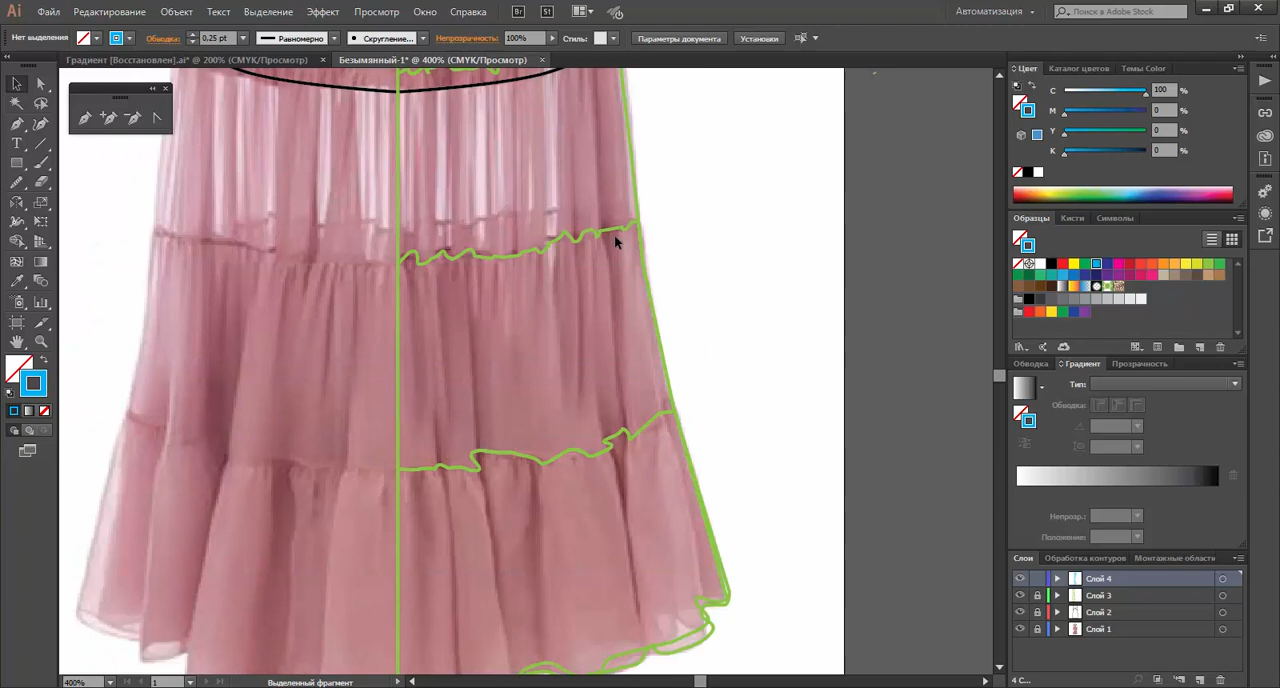 Ai Файл Редактирование Объект Текст Выделение Эффект Просмотр Окно Справка Br St Автоматизация Поиск в Adobe Stock
Нет выделения Обводка: 0,25 pt Равномерно Скругление... Непрозрачность: 100% Стиль: Параметры документа Установки
Градиент [Восстановлен].ai* @ 200% (CMYK/Просмотр) × Безымянный-1* @ 400% (CMYK/Просмотр) ×
Цвет Каталог цветов Темы Color
C 100 %
M 0 %
Y 0 %
K 0 %
Образцы Кисти Символы
Обводка Градиент Прозрачность
Тип:
Обводка:
Непрозр.:
Положение:
Слои Обработка контуров Монтажные области
Слой 4
Слой 3
Слой 2
Слой 1
4 С...
400% 1 Выделенный фрагмент